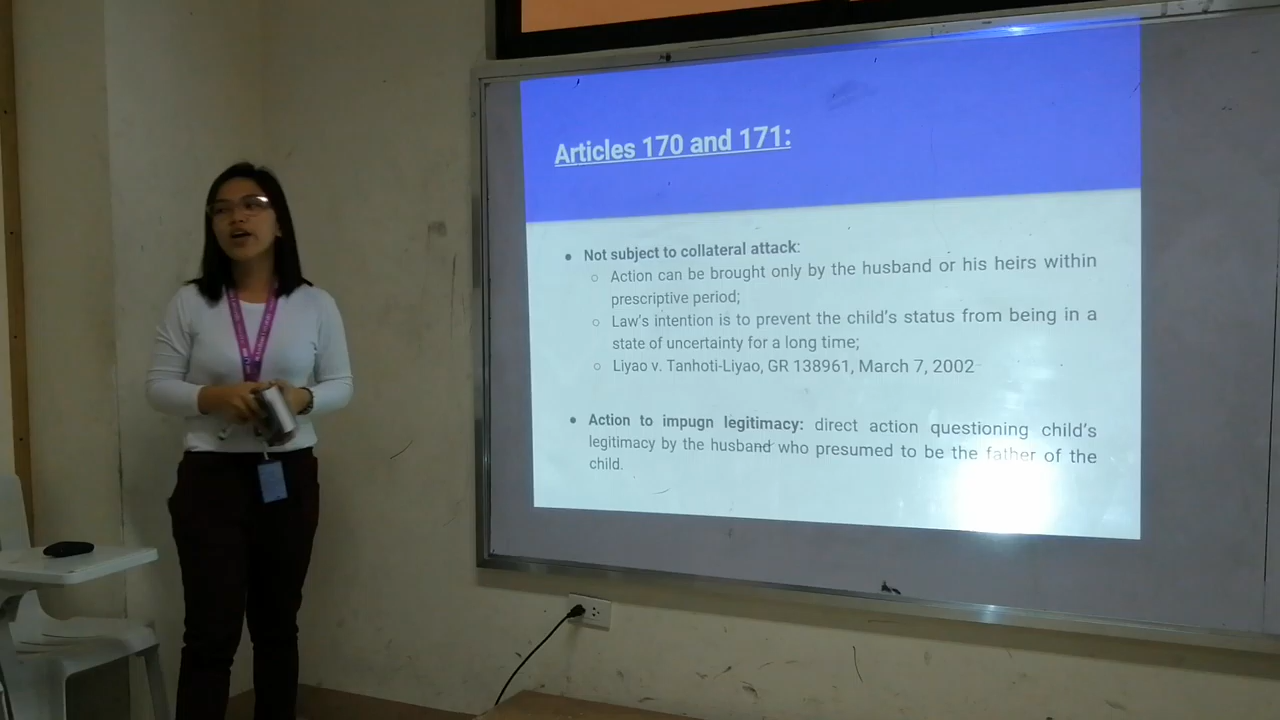 Articles 170 and 171:
● Not subject to collateral attack:
○ Action can be brought only by the husband or his heirs within
prescriptive period;
○ Law's intention is to prevent the child's status from being in a
state of uncertainty for a long time;
○ Liyao v. Tanhoti-Liyao, GR 138961, March 7, 2002
● Action to impugn legitimacy: direct action questioning child's
legitimacy by the husband who presumed to be the father of the
child.